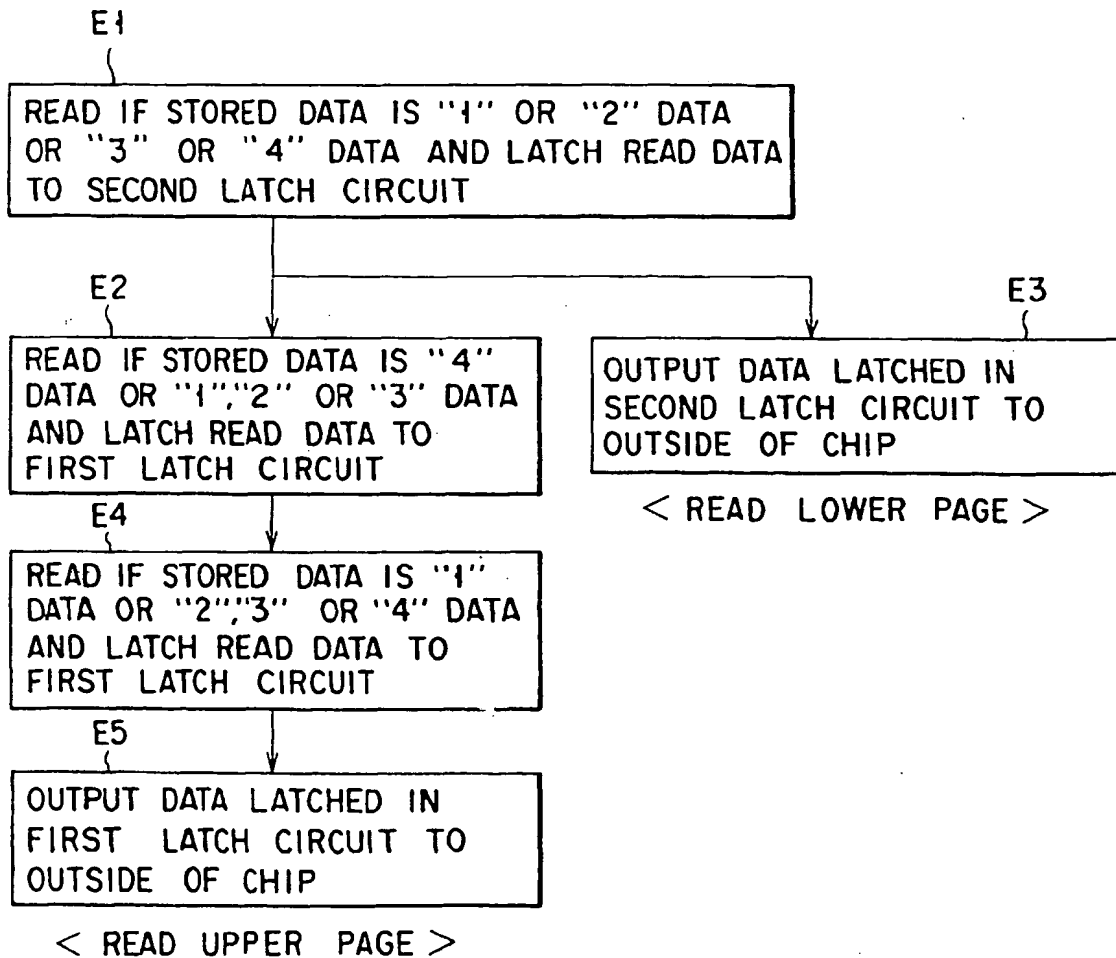 E1
READ IF STORED DATA IS "1" OR "2" DATA
OR "3" OR "4" DATA AND LATCH READ DATA
TO SECOND LATCH CIRCUIT
E2
READ IF STORED DATA IS "4"
DATA OR "1","2" OR "3" DATA
AND LATCH READ DATA TO
FIRST LATCH CIRCUIT
E3
OUTPUT DATA LATCHED IN
SECOND LATCH CIRCUIT TO
OUTSIDE OF CHIP
< READ LOWER PAGE >
E4
READ IF STORED DATA IS "1"
DATA OR "2","3" OR "4" DATA
AND LATCH READ DATA TO
FIRST LATCH CIRCUIT
E5
OUTPUT DATA LATCHED IN
FIRST LATCH CIRCUIT TO
OUTSIDE OF CHIP
< READ UPPER PAGE >